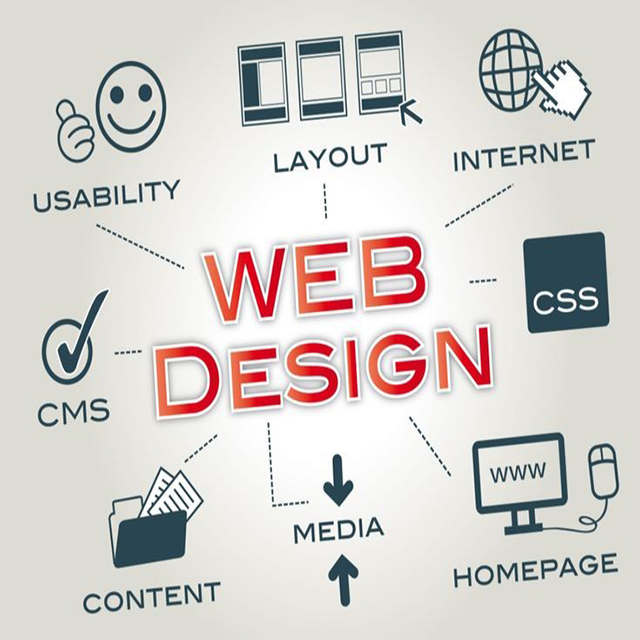 LAYOUT
INTERNET
USABILITY
WEB
DESIGN
CSS
CMS
WWW
MEDIA
HOMEPAGE
CONTENT